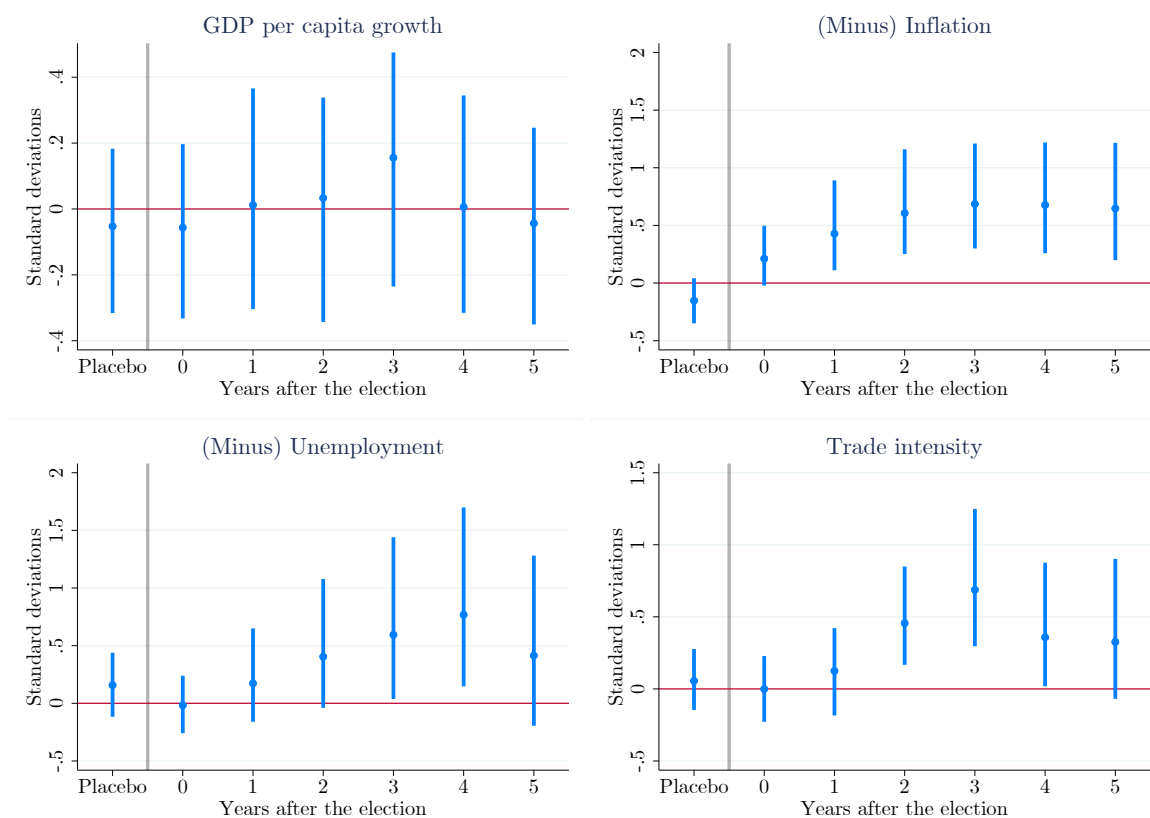 GDP per capita growth
Standard deviations
.4
.2
0
-.2
-.4
Placebo 0 1 2 3 4 5
Years after the election
(Minus) Inflation
Standard deviations
2
1.5
1
.5
0
-.5
Placebo 0 1 2 3 4 5
Years after the election
(Minus) Unemployment
Standard deviations
2
1.5
1
.5
0
-.5
Placebo 0 1 2 3 4 5
Years after the election
Trade intensity
Standard deviations
1.5
1
.5
0
-.5
Placebo 0 1 2 3 4 5
Years after the election